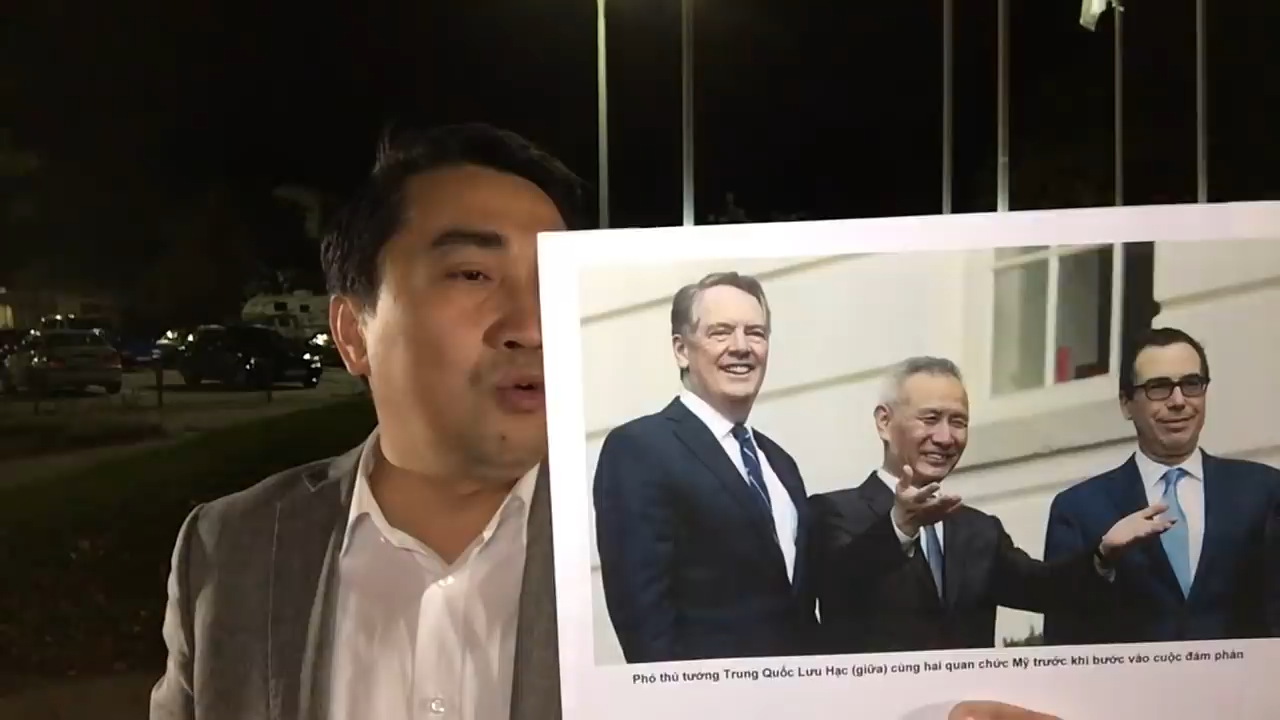 Phó thủ tướng Trung Quốc Lưu Hạc (giữa) cùng hai quan chức Mỹ trước khi bước vào cuộc đàm phán